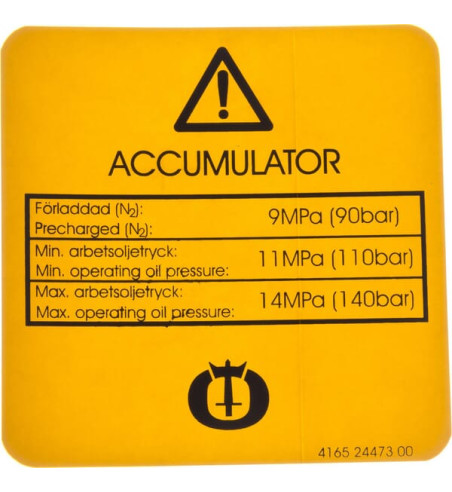 ACCUMULATOR
Förladdad (N₂):
Precharged (N₂):
9MPa (90bar)
Min. arbetsoljetryck:
Min. operating oil pressure:
11MPa (110bar)
Max. arbetsoljetryck:
Max. operating oil pressure:
14MPa (140bar)
4165 24473 00